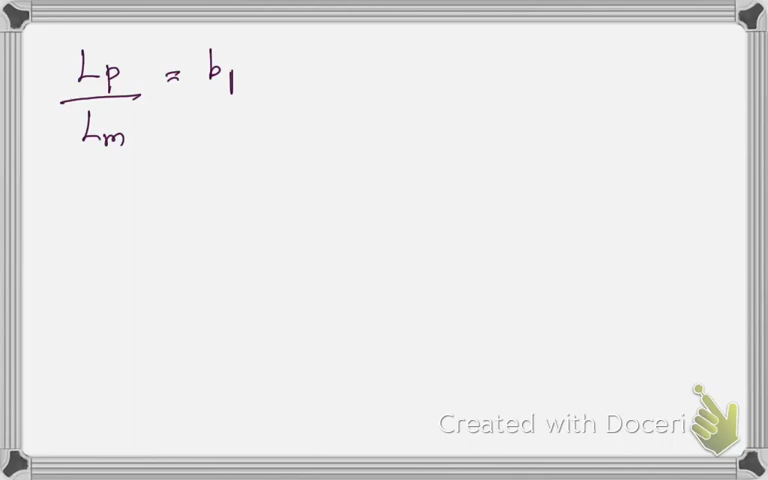 Lp / Lm = b1
Created with Doceri